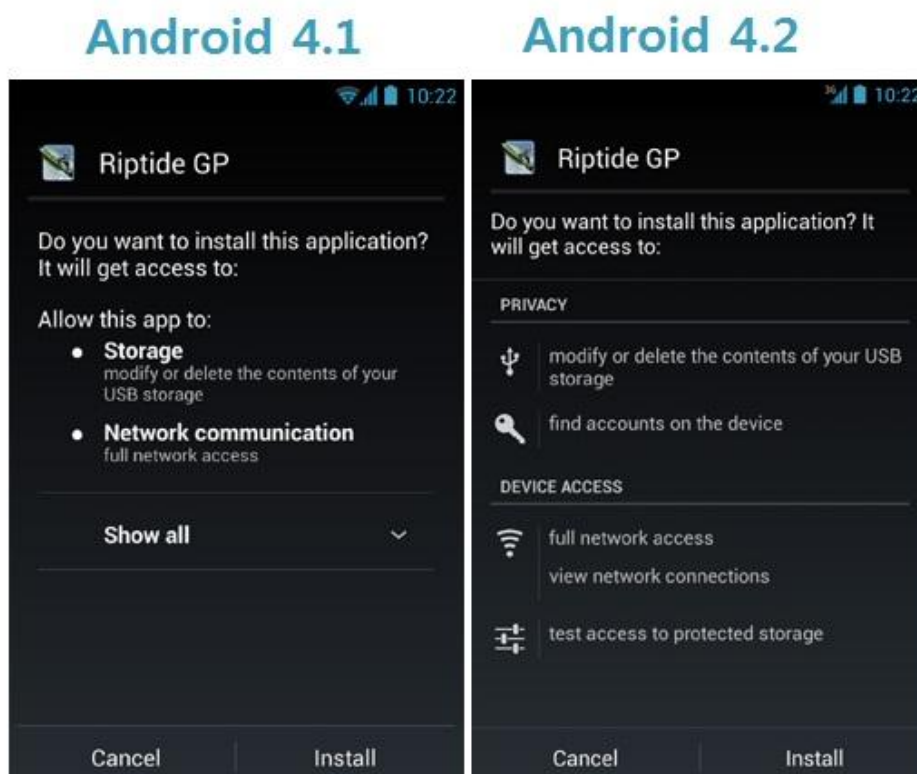 Android 4.1
10:22
Riptide GP
Do you want to install this application?
It will get access to:
Allow this app to:
Storage
modify or delete the contents of your
USB storage
Network communication
full network access
Show all
Cancel
Install
Android 4.2
3G
10:22
Riptide GP
Do you want to install this application? It
will get access to:
PRIVACY
modify or delete the contents of your USB
storage
find accounts on the device
DEVICE ACCESS
full network access
view network connections
test access to protected storage
Cancel
Install